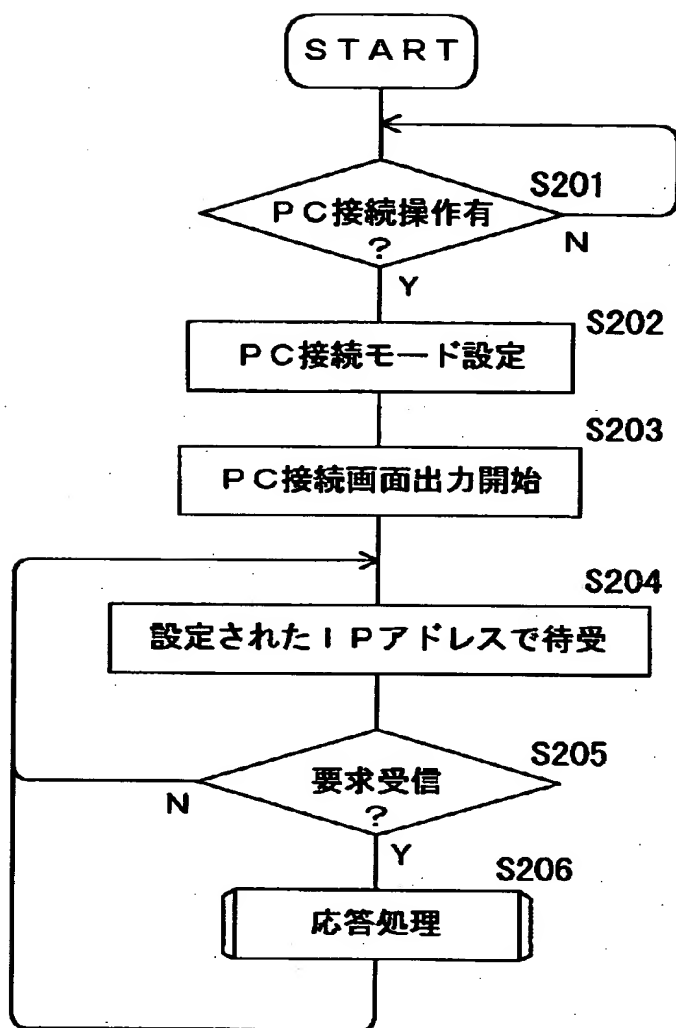 START
S201
PC接続操作有
?
N
Y
S202
PC接続モード設定
S203
PC接続画面出力開始
S204
設定されたIPアドレスで待受
S205
要求受信
?
N
Y
S206
応答処理